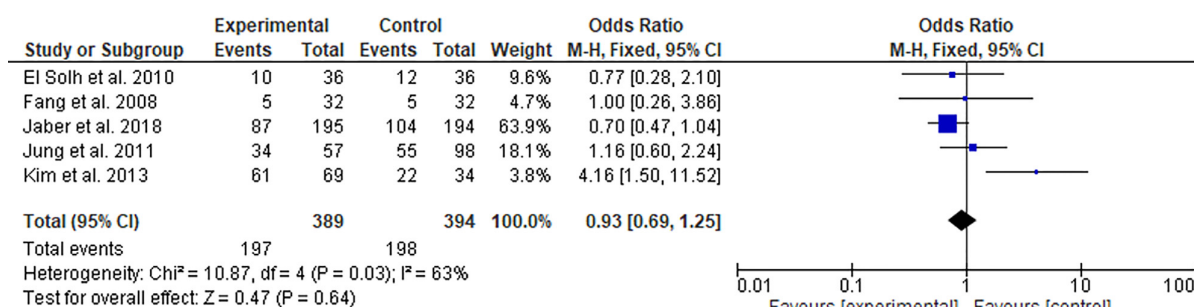 Experimental Control Odds Ratio Odds Ratio
Study or Subgroup Events Total Events Total Weight M-H, Fixed, 95% CI M-H, Fixed, 95% CI
El Solh et al. 2010 10 36 12 36 9.6% 0.77 [0.28, 2.10]
Fang et al. 2008 5 32 5 32 4.7% 1.00 [0.26, 3.86]
Jaber et al. 2018 87 195 104 194 63.9% 0.70 [0.47, 1.04]
Jung et al. 2011 34 57 55 98 18.1% 1.16 [0.60, 2.24]
Kim et al. 2013 61 69 22 34 3.8% 4.16 [1.50, 11.52]
Total (95% CI) 389 394 100.0% 0.93 [0.69, 1.25]
Total events 197 198
Heterogeneity: Chi² = 10.87, df = 4 (P = 0.03); I² = 63%
Test for overall effect: Z = 0.47 (P = 0.64)
0.01 0.1 1 10 100
Favours [experimental] Favours [control]